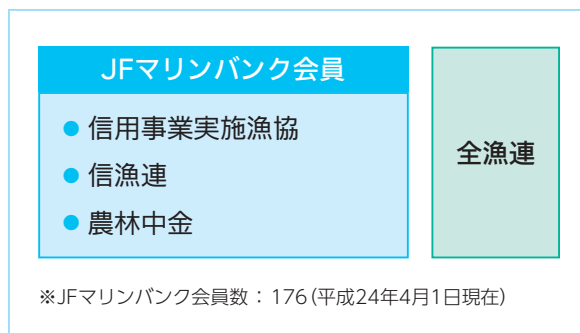 JFマリンバンク会員
● 信用事業実施漁協
● 信漁連
● 農林中金
全漁連
※JFマリンバンク会員数：176(平成24年4月1日現在)